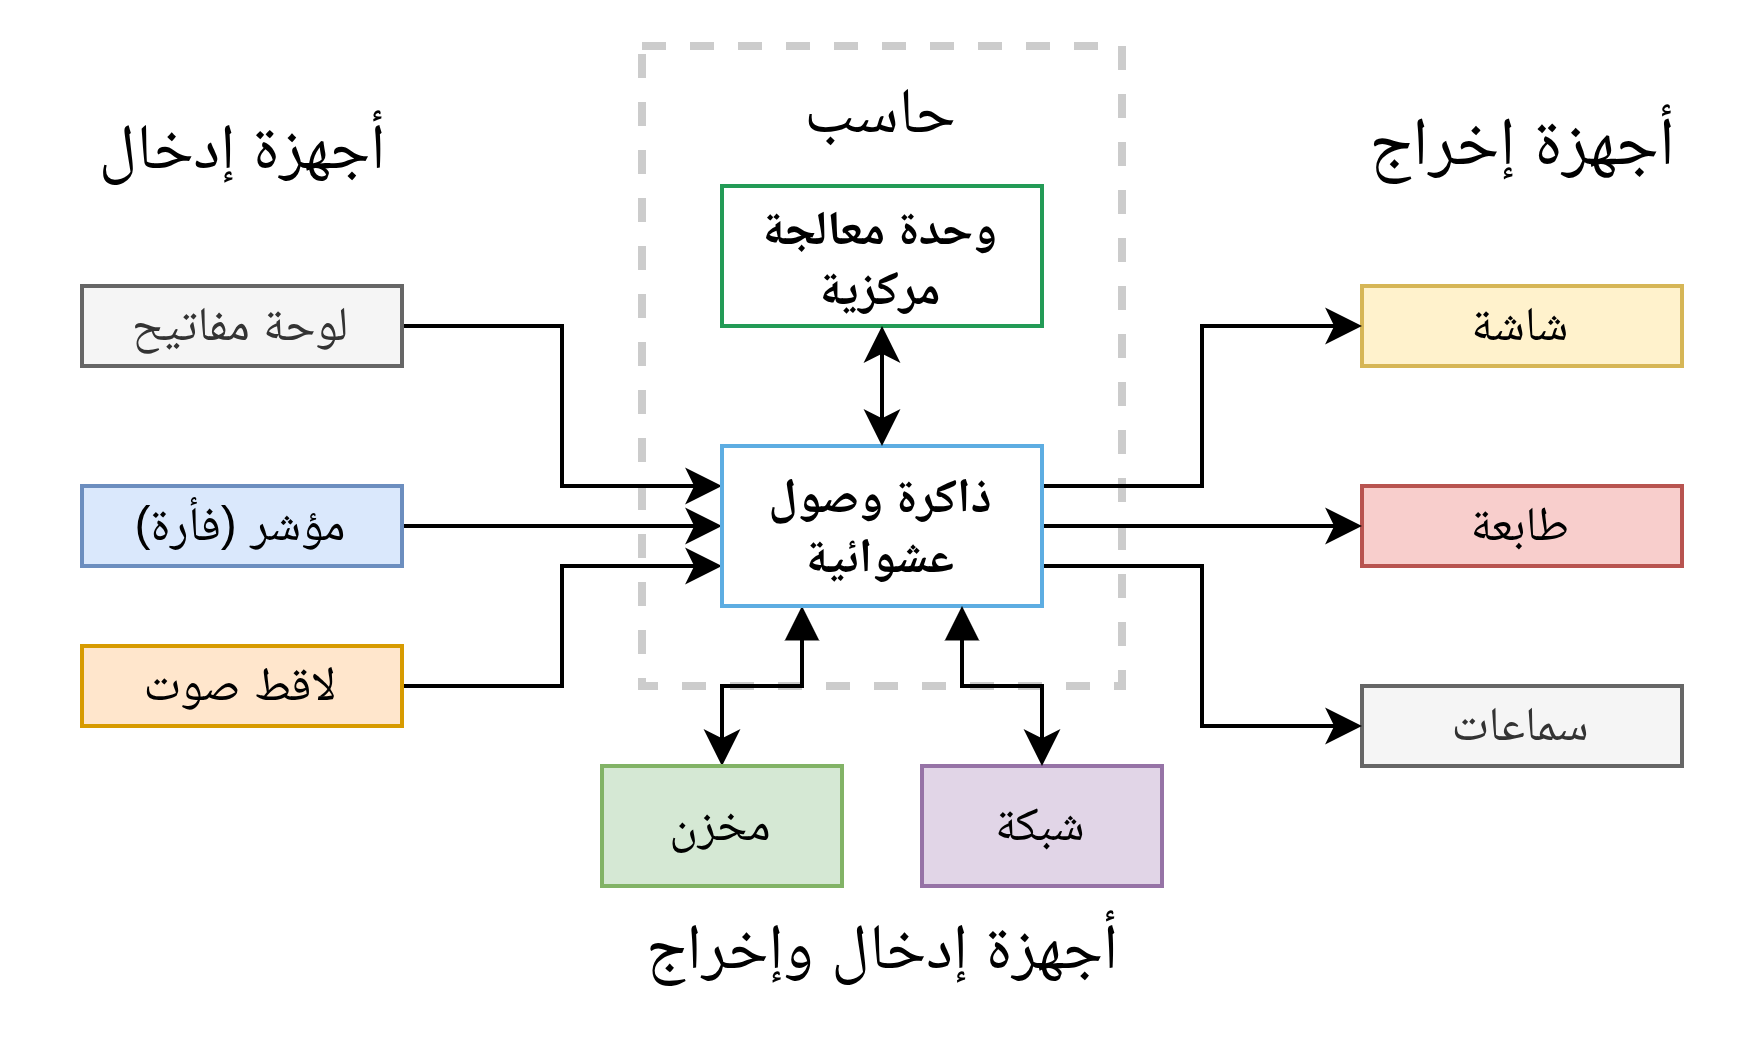 حاسب
أجهزة إخراج
أجهزة إدخال
وحدة معالجة
مركزية
شاشة
لوحة مفاتيح
ذاكرة وصول
عشوائية
طابعة
مؤشر (فأرة)
سماعات
لاقط صوت
شبكة
مخزن
أجهزة إدخال وإخراج